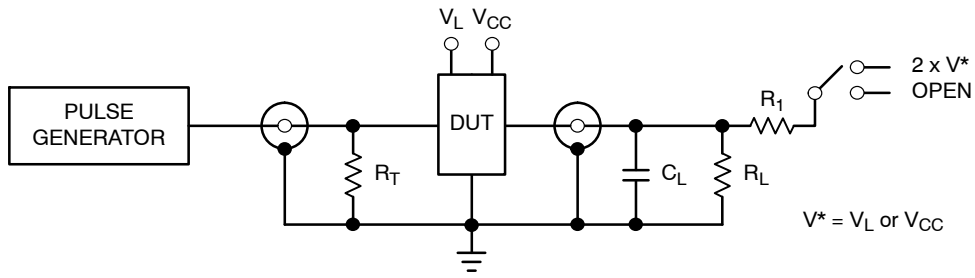 V_L V_CC
2 x V*
OPEN
PULSE
GENERATOR
DUT
R_1
R_T
C_L
R_L
V* = V_L or V_CC